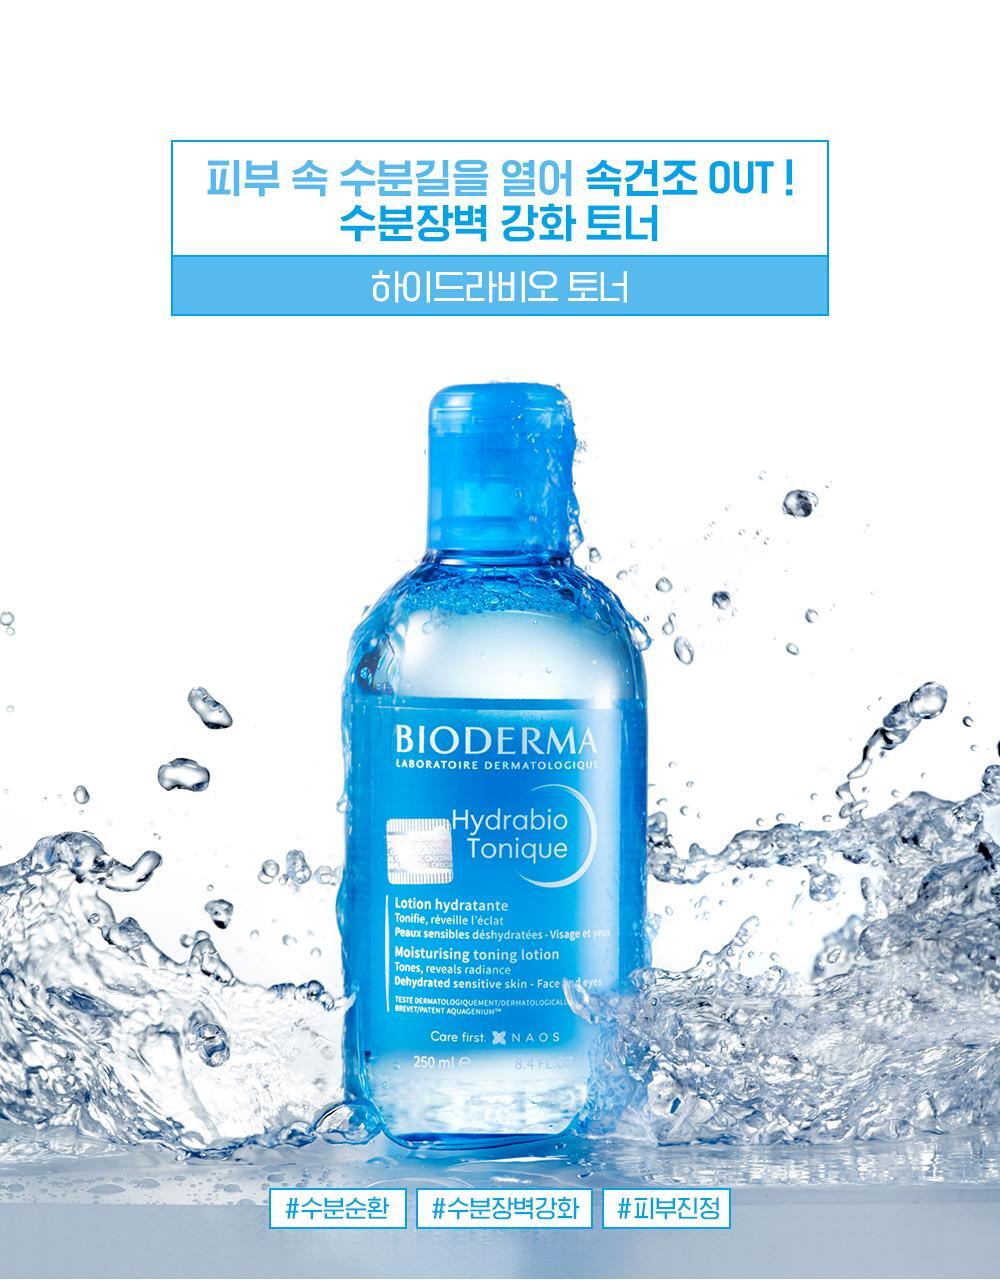 피부 속 수분길을 열어 속건조 OUT !
수분장벽 강화 토너
하이드라비오 토너
BIODERMA
LABORATOIRE DERMATOLOGIQUE
Hydrabio
Tonique
Lotion hydratante
Tonifie, réveille l'éclat
Peaux sensibles déshydratées - Visage et yeux
Moisturising toning lotion
Tones, reveals radiance
Dehydrated sensitive skin - Face and eyes
TESTÉ DERMATOLOGIQUEMENT/DERMATOLOGICALL
BREVET/PATENT AQUAGENIUM™
Care first. NAOS
250 ml ℮ 8.4 FL.OZ
#수분순환 #수분장벽강화 #피부진정